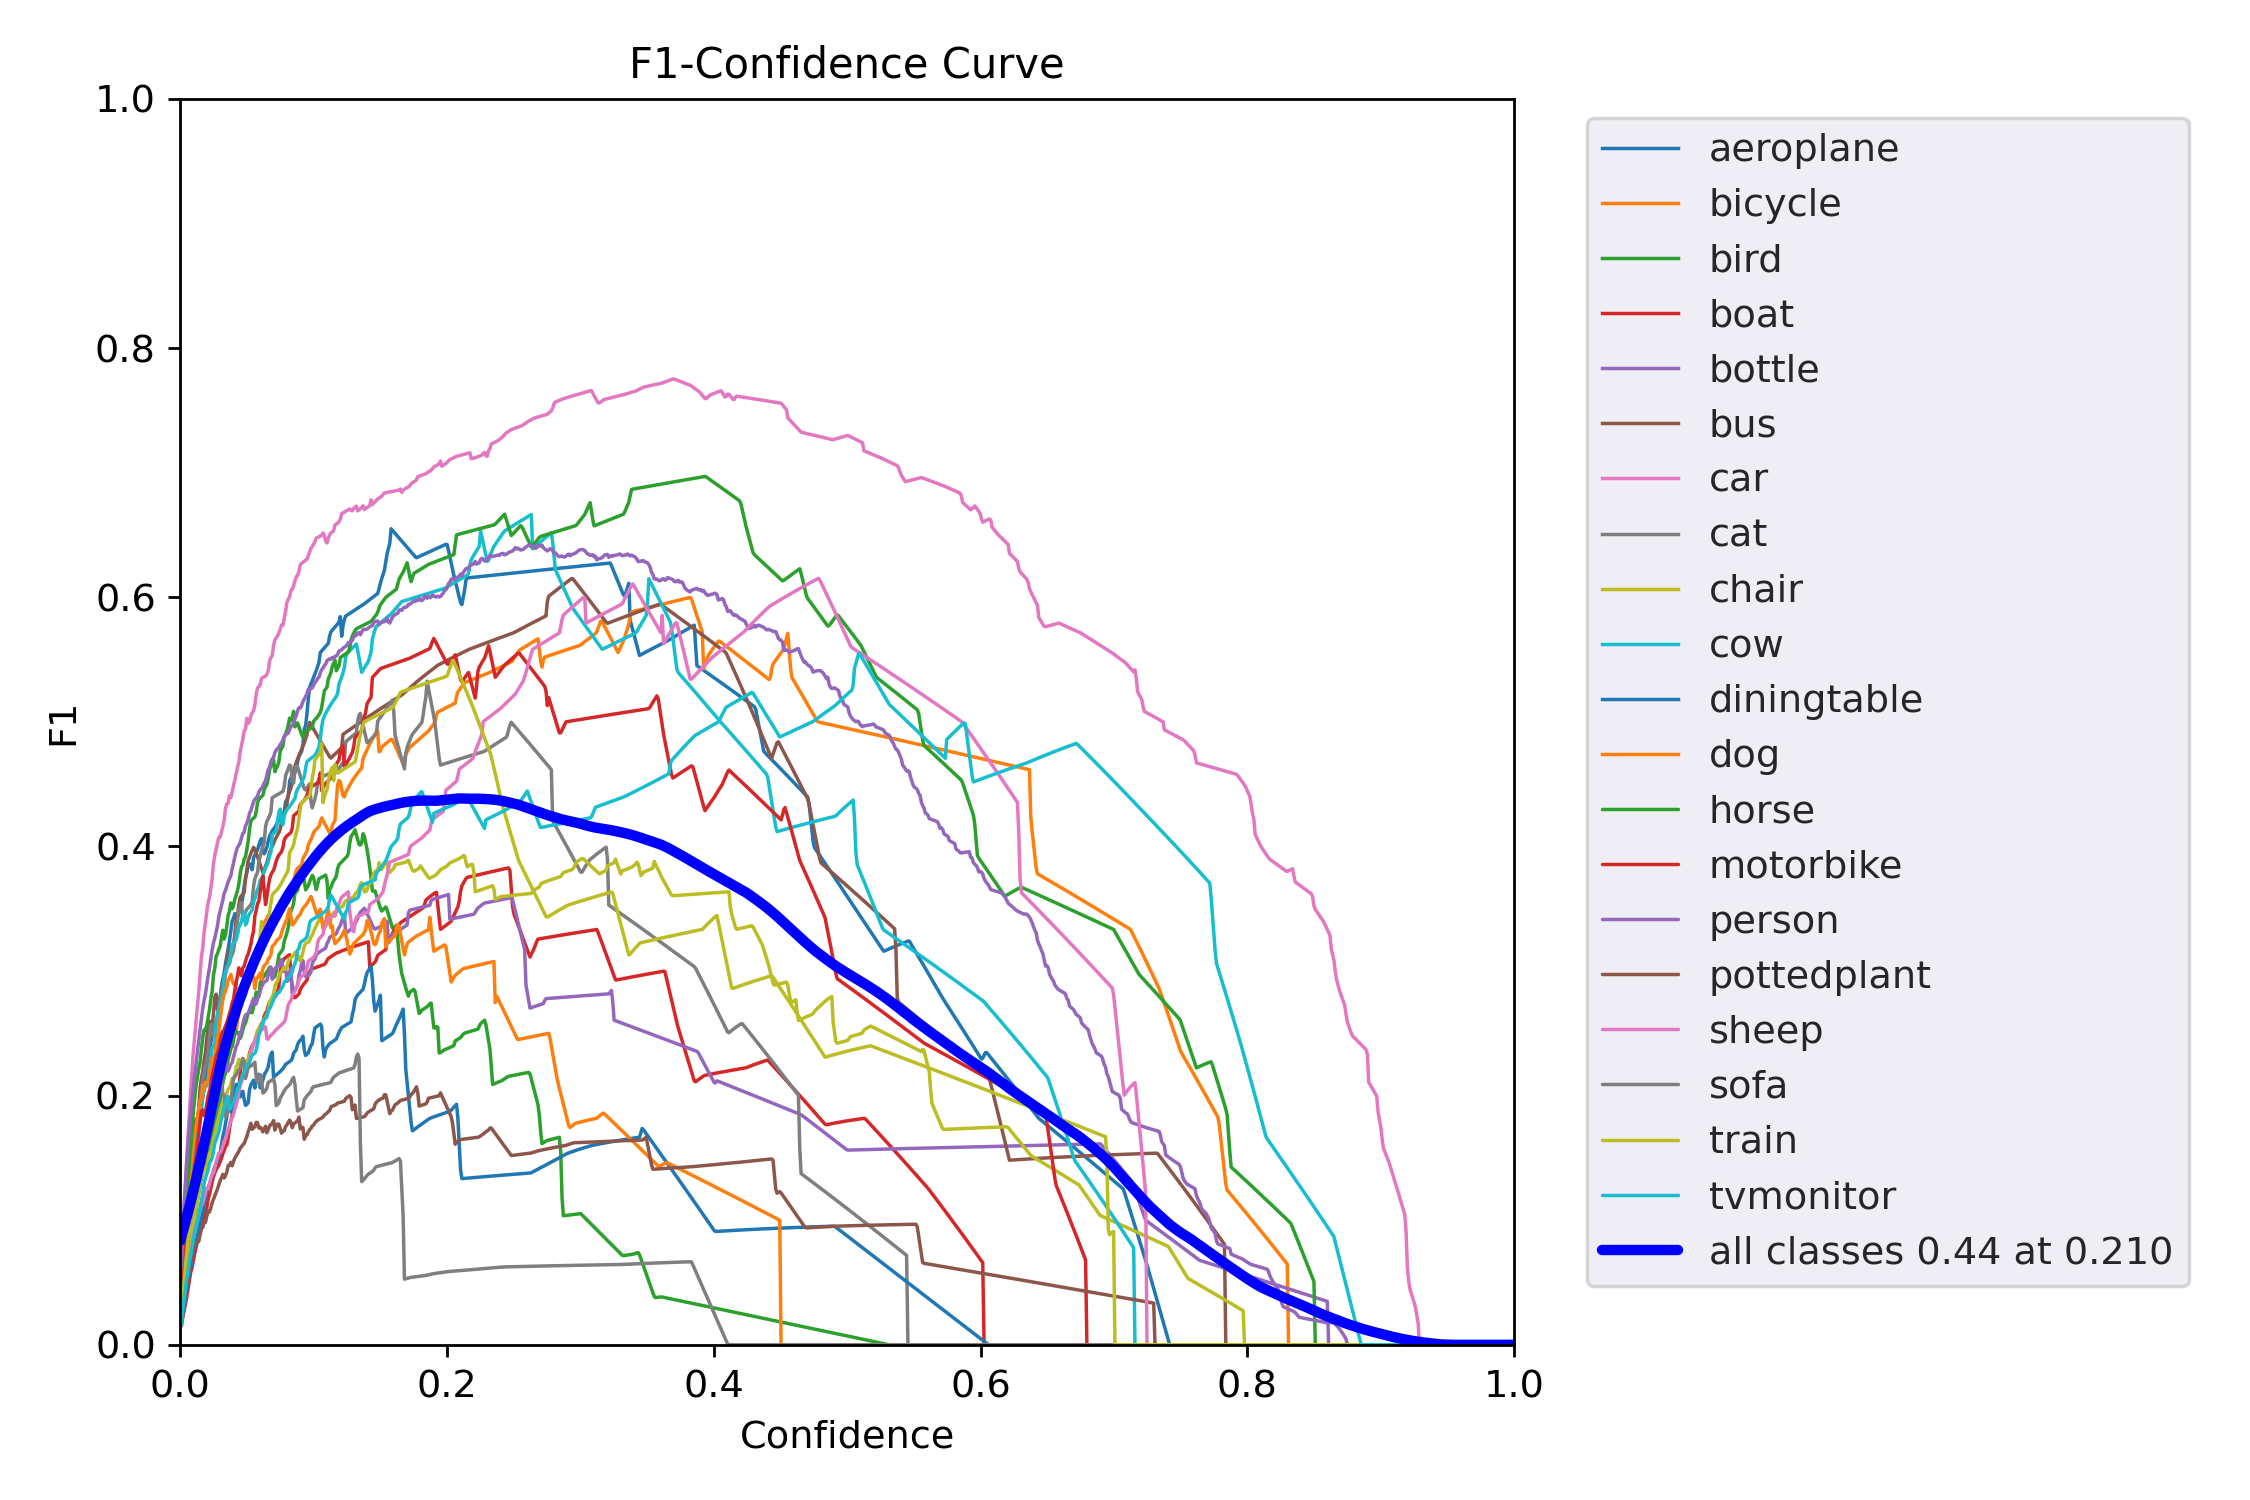 F1-Confidence Curve
1.0
0.8
0.6
0.4
0.2
0.0
F1
0.0 0.2 0.4 0.6 0.8 1.0
Confidence
aeroplane
bicycle
bird
boat
bottle
bus
car
cat
chair
cow
diningtable
dog
horse
motorbike
person
pottedplant
sheep
sofa
train
tvmonitor
all classes 0.44 at 0.210